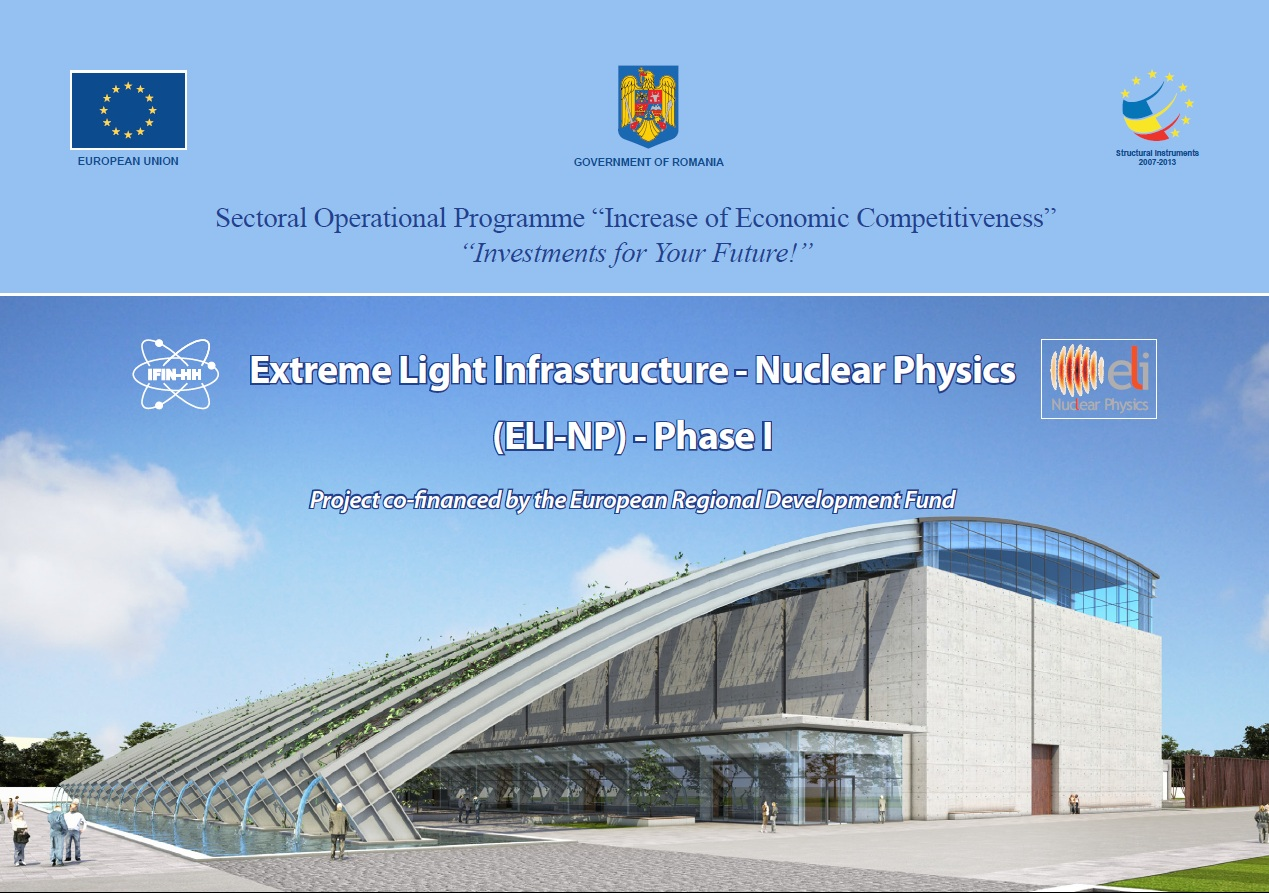 EUROPEAN UNION
GOVERNMENT OF ROMANIA
Structural Instruments
2007-2013
Sectoral Operational Programme “Increase of Economic Competitiveness”
“Investments for Your Future!”
IFIN-HH
Extreme Light Infrastructure - Nuclear Physics
eli
Nuclear Physics
(ELI-NP) - Phase I
Project co-financed by the European Regional Development Fund